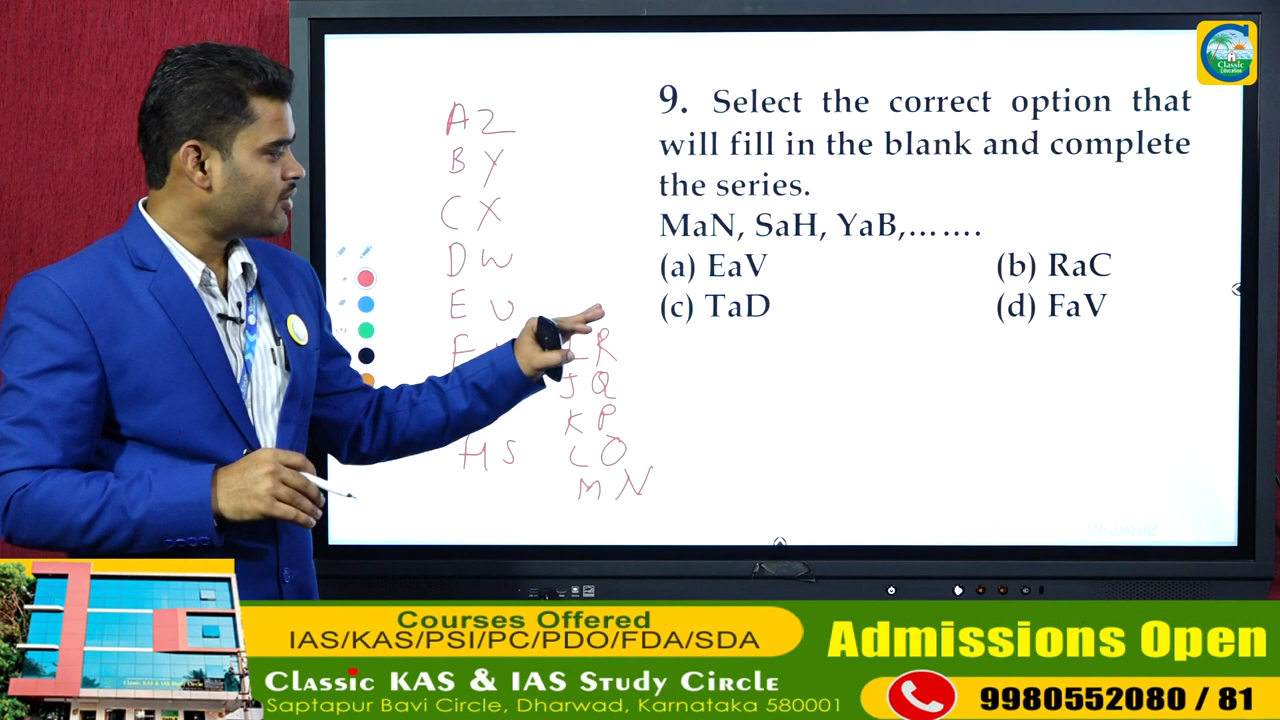 Classic
Education
9. Select the correct option that
will fill in the blank and complete
the series.
MaN, SaH, YaB,.......
(a) EaV (b) RaC
(c) TaD (d) FaV
A Z
B Y
C X
D W
E U
F
H S
I R
J Q
K P
L O
M N
Courses Offered
IAS/KAS/PSI/PC/PDO/FDA/SDA
Classic KAS & IAS Study Circle
Saptapur Bavi Circle, Dharwad, Karnataka 580001
Admissions Open
9980552080 / 81